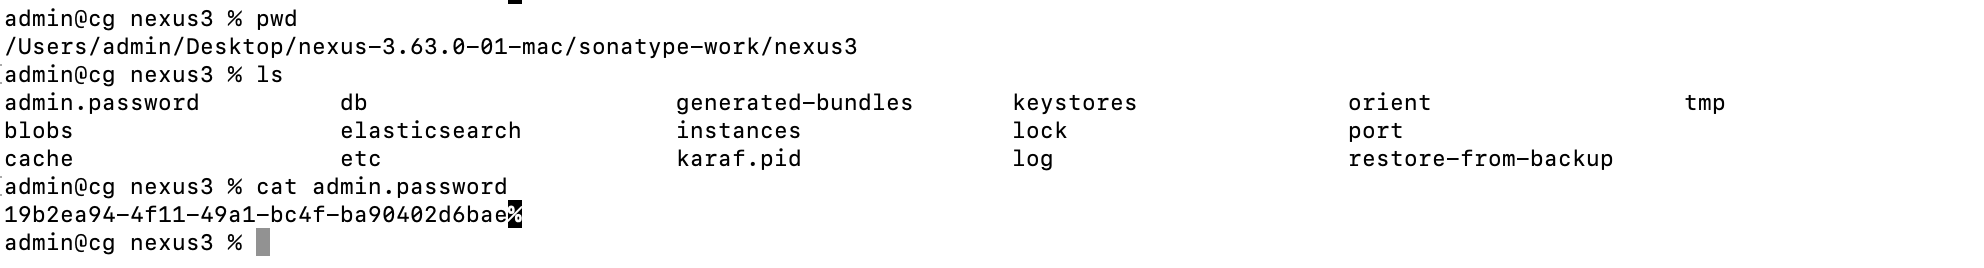 admin@cg nexus3 % pwd
/Users/admin/Desktop/nexus-3.63.0-01-mac/sonatype-work/nexus3
admin@cg nexus3 % ls
admin.password db generated-bundles keystores orient tmp
blobs elasticsearch instances lock port
cache etc karaf.pid log restore-from-backup
admin@cg nexus3 % cat admin.password
19b2ea94-4f11-49a1-bc4f-ba90402d6bae%
admin@cg nexus3 %